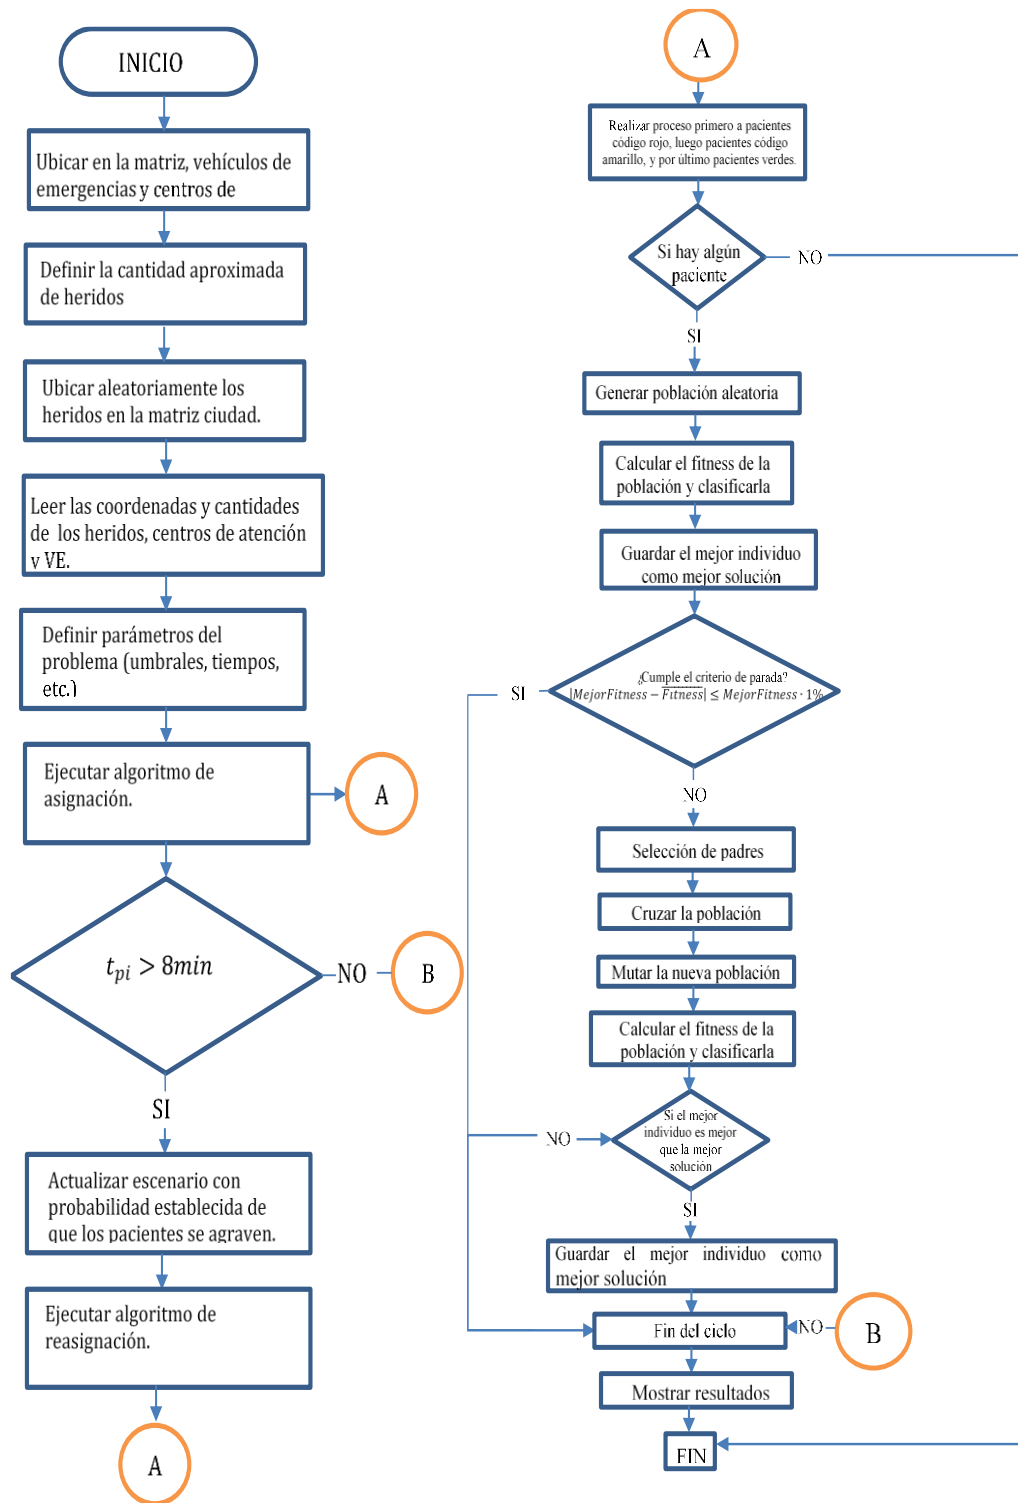 INICIO
Ubicar en la matriz, vehículos de
emergencias y centros de
Definir la cantidad aproximada
de heridos
Ubicar aleatoriamente los
heridos en la matriz ciudad.
Leer las coordenadas y cantidades
de los heridos, centros de atención
y VE.
Definir parámetros del
problema (umbrales, tiempos,
etc.)
Ejecutar algoritmo de
asignación.
A
t_{pi} > 8min
NO
B
SI
Actualizar escenario con
probabilidad establecida de
que los pacientes se agraven.
Ejecutar algoritmo de
reasignación.
A
A
Realizar proceso primero a pacientes
código rojo, luego pacientes código
amarillo, y por último pacientes verdes.
Si hay algún
paciente
NO
SI
Generar población aleatoria
Calcular el fitness de la
población y clasificarla
Guardar el mejor individuo
como mejor solución
¿Cumple el criterio de parada?
|MejorFitness − \overline{Fitness}| ≤ MejorFitness · 1%
SI
NO
Selección de padres
Cruzar la población
Mutar la nueva población
Calcular el fitness de la
población y clasificarla
Si el mejor
individuo es mejor
que la mejor
solución
NO
SI
Guardar el mejor individuo como
mejor solución
Fin del ciclo
NO
B
Mostrar resultados
FIN